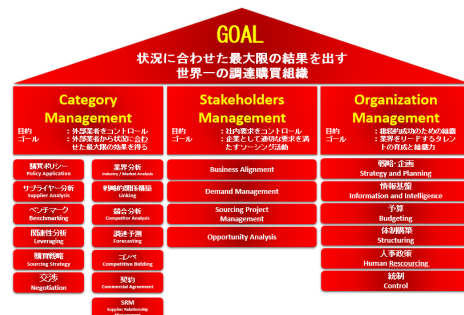 GOAL
状況に合わせた最大限の結果を出す
世界一の調達購買組織
Category
Management
目的 ：外部業者をコントロール
ゴール ：外部業者から状況に合わ
せた最大限の効果を得る
Stakeholders
Management
目的 ：社内要求をコントロール
ゴール ：企業として適切な要求を満
たすソーシング活動
Organization
Management
目的 ：継続的成功のための組織
ゴール ：業界をリードするタレン
トの育成と組織力
購買ポリシー
Policy Application
サプライヤー分析
Supplier Analysis
ベンチマーク
Benchmarking
関連性分析
Leveraging
購買戦略
Sourcing Strategy
交渉
Negotiation
業界分析
Industry / Market Analysis
戦略的関係構築
Linking
競合分析
Competitor Analysis
調達予測
Forecasting
コンペ
Competitive Bidding
契約
Commercial Agreement
SRM
Supplier Relationship
Business Alignment
Demand Management
Sourcing Project
Management
Opportunity Analysis
戦略・企画
Strategy and Planning
情報基盤
Information and Intelligence
予算
Budgeting
体制構築
Structuring
人事政策
Human Rescourcing
統制
Control